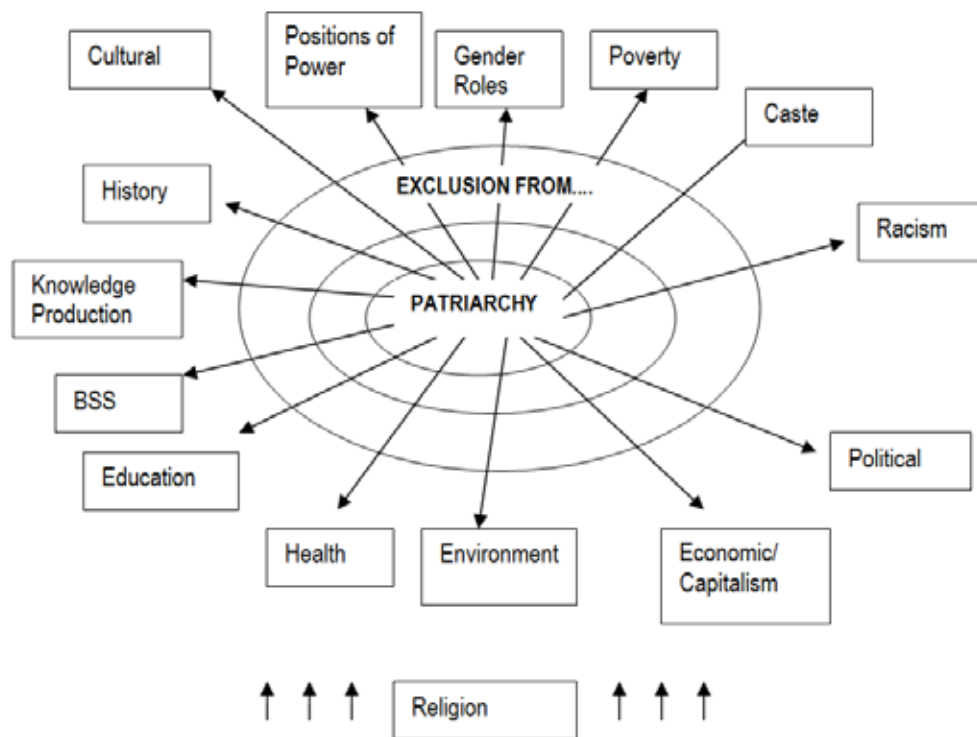 Cultural
Positions of
Power
Gender
Roles
Poverty
Caste
EXCLUSION FROM....
History
Racism
Knowledge
Production
PATRIARCHY
BSS
Education
Political
Health
Environment
Economic/
Capitalism
Religion